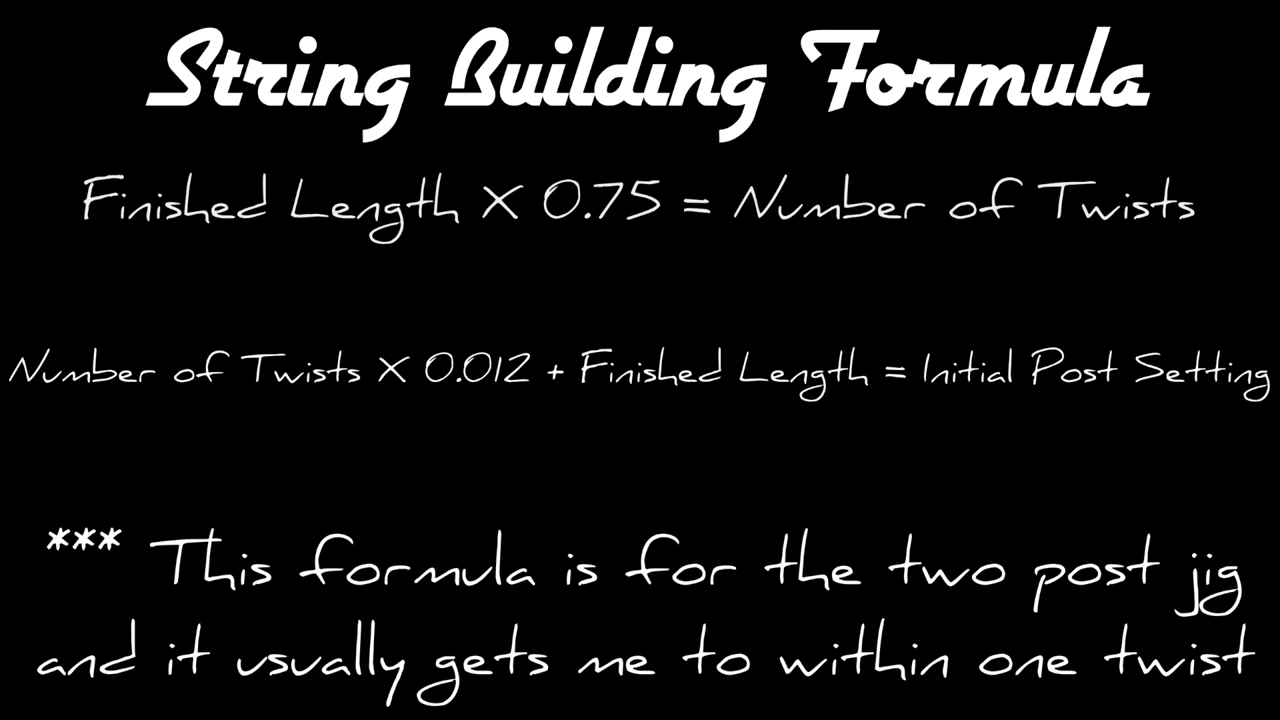 String Building Formula
Finished Length X 0.75 = Number of Twists
Number of Twists X 0.012 + Finished Length = Initial Post Setting
*** This formula is for the two post jig
and it usually gets me to within one twist